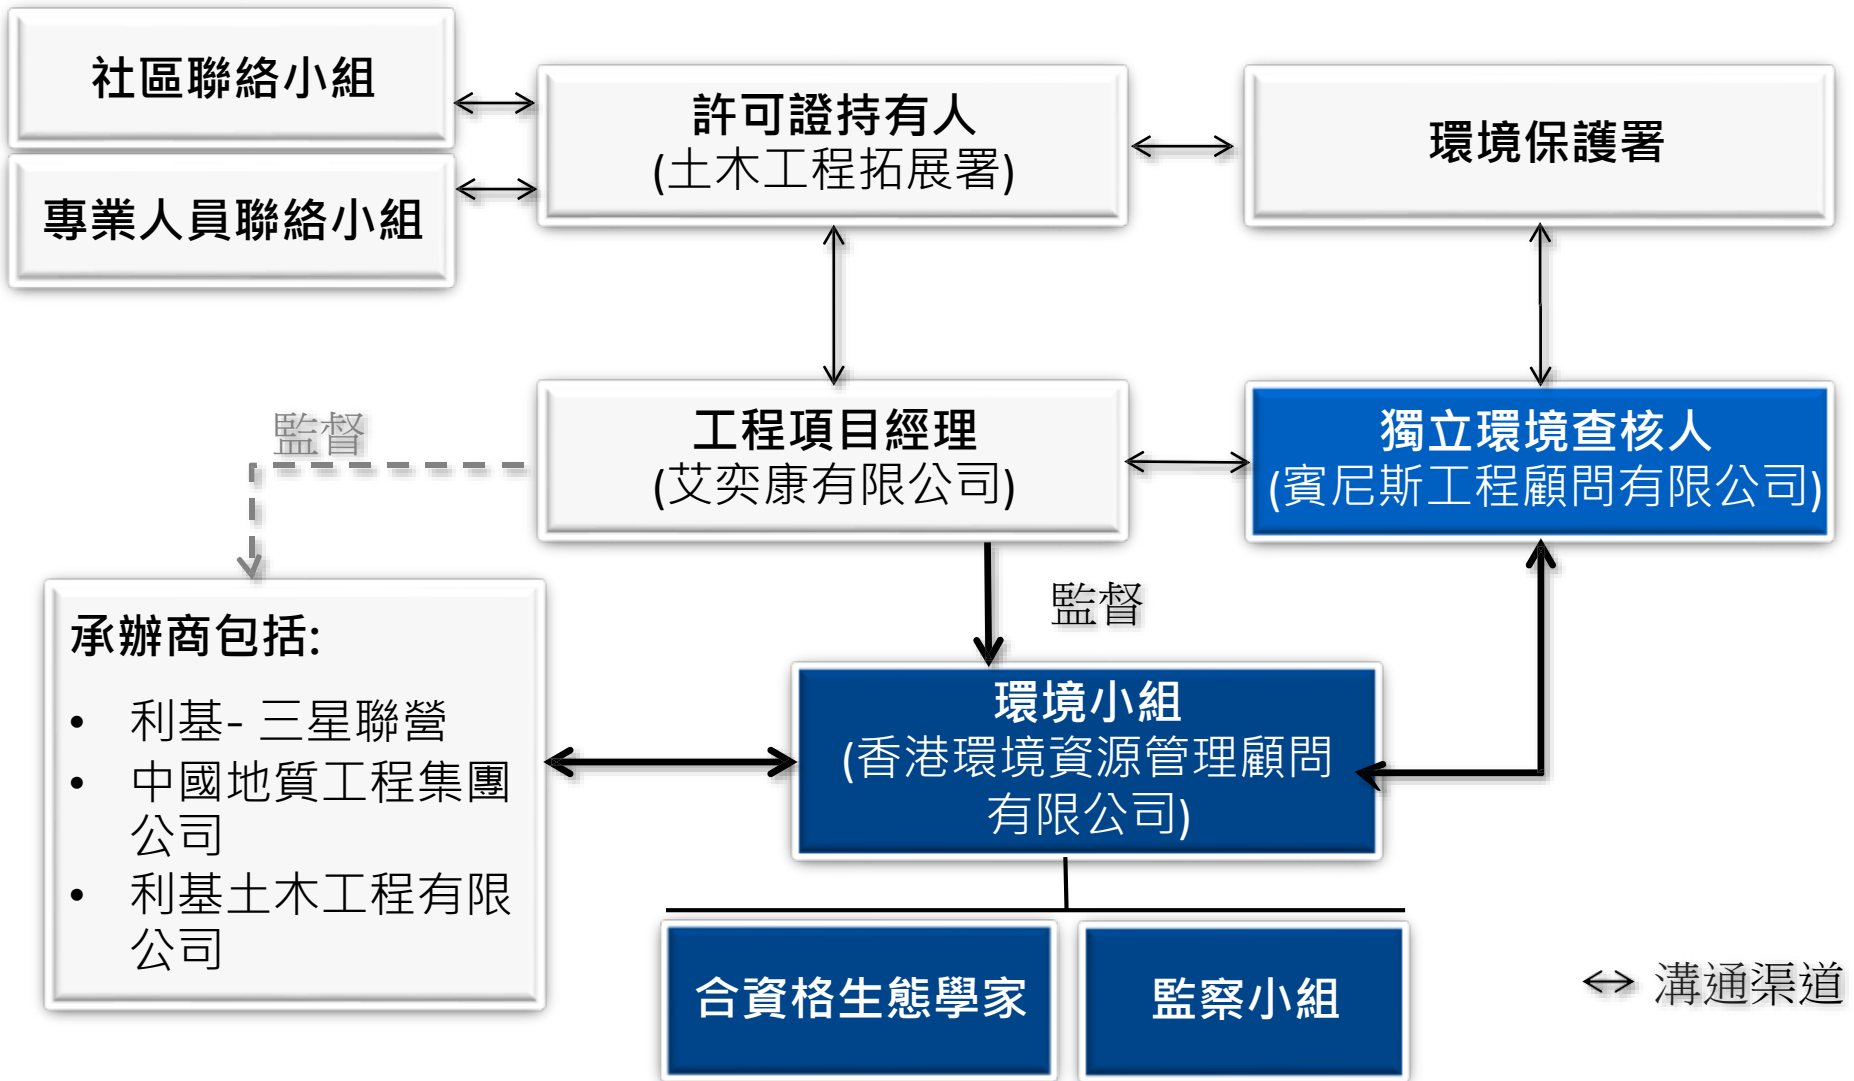 社區聯絡小組
專業人員聯絡小組
許可證持有人
(土木工程拓展署)
環境保護署
監督
工程項目經理
(艾奕康有限公司)
獨立環境查核人
(賓尼斯工程顧問有限公司)
監督
承辦商包括:
• 利基- 三星聯營
• 中國地質工程集團
公司
• 利基土木工程有限
公司
環境小組
(香港環境資源管理顧問
有限公司)
合資格生態學家
監察小組
溝通渠道